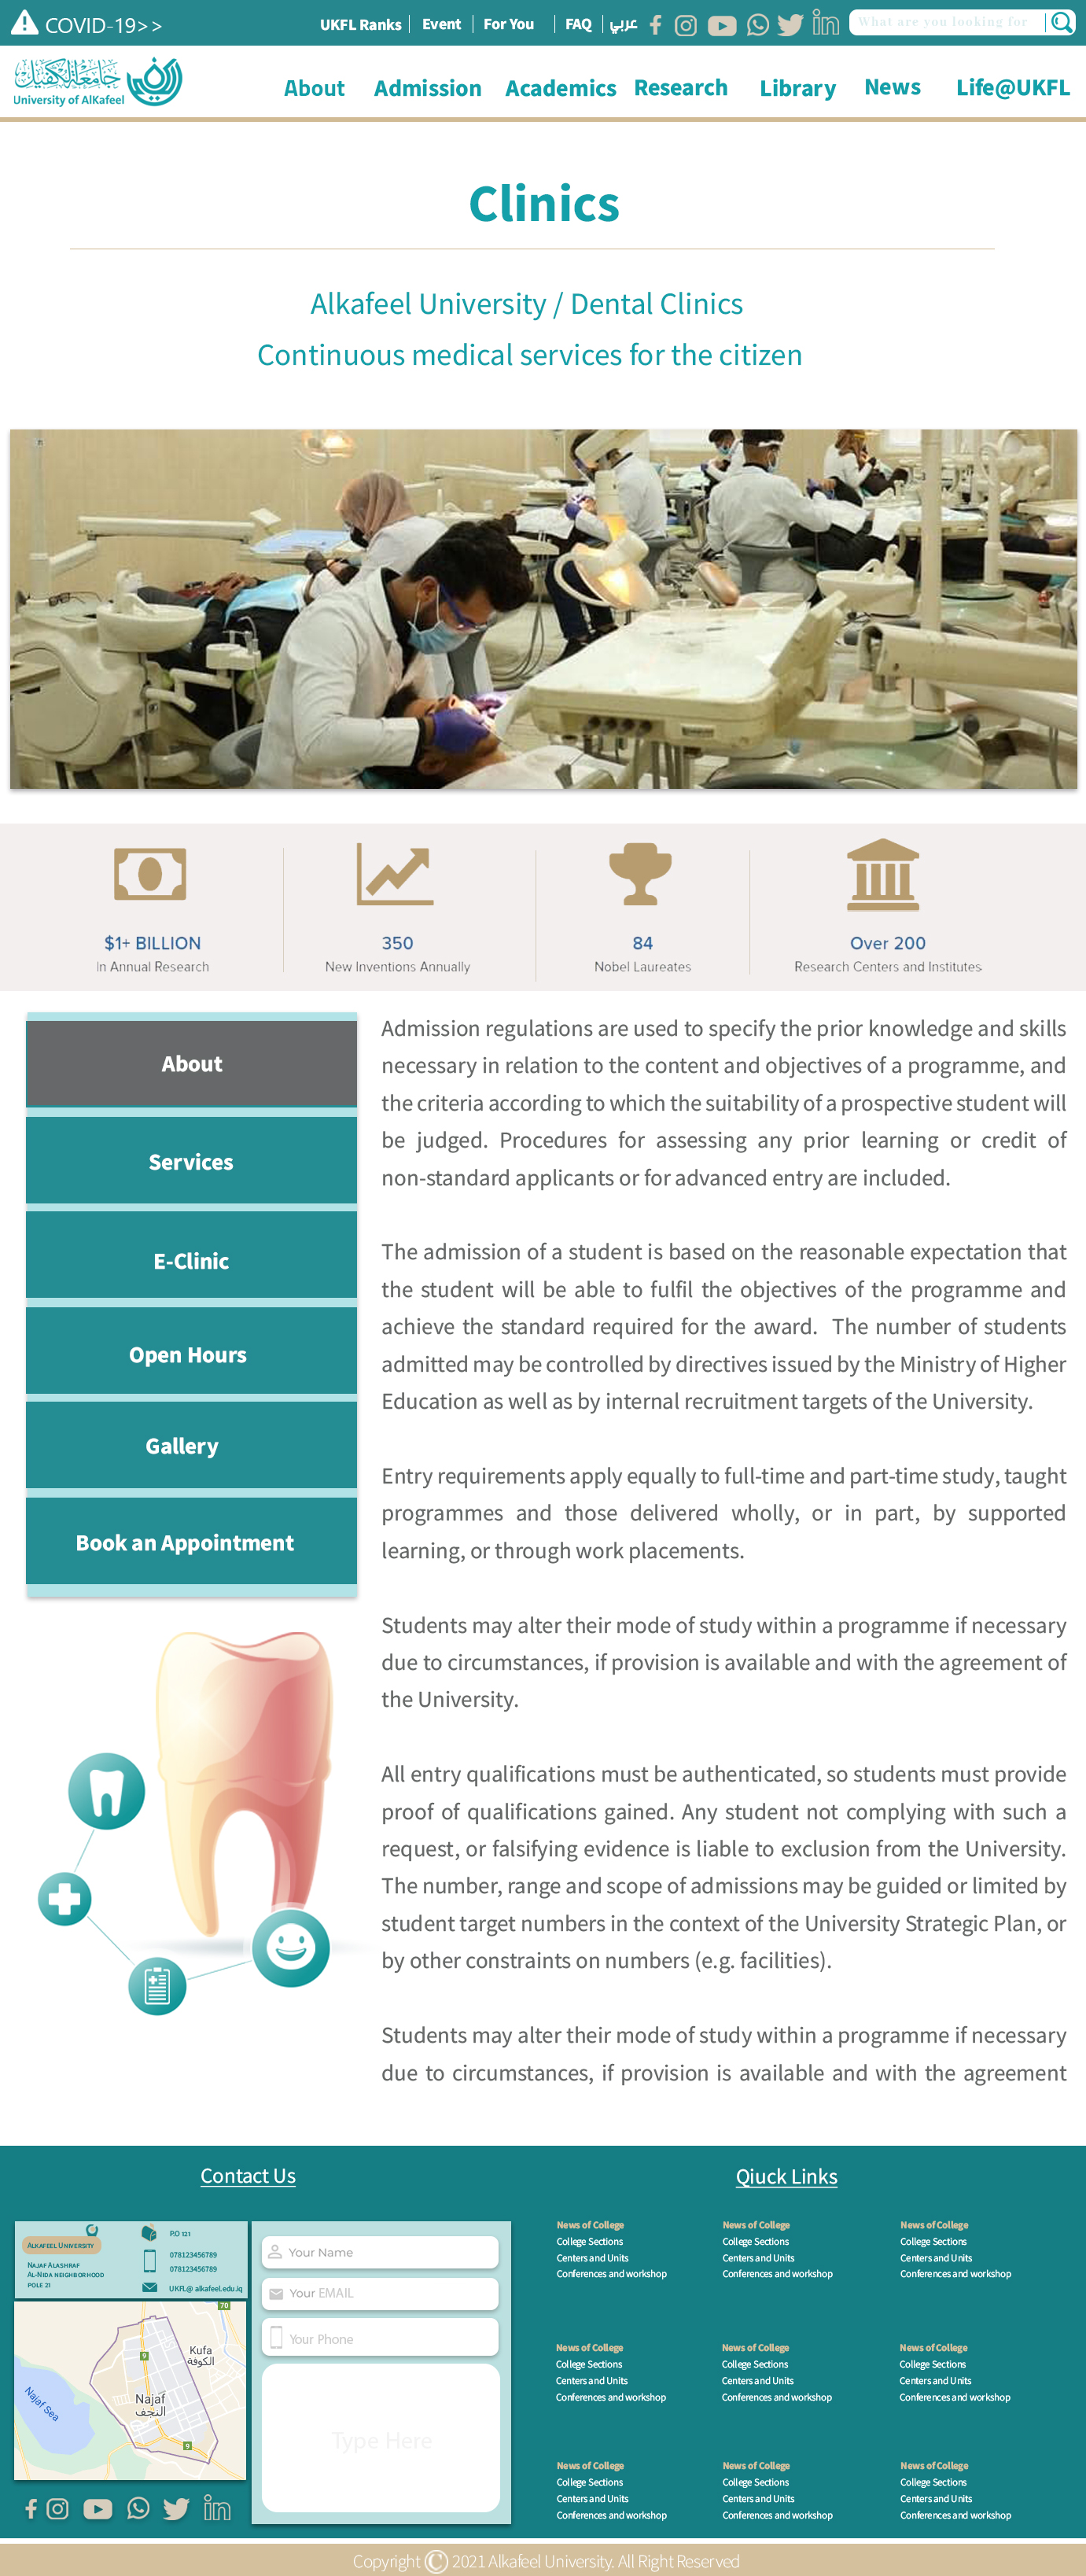 COVID-19>>
UKFL Ranks
Event
For You
FAQ
عربي
What are you looking for
جامعة الكفيل
University of AlKafeel
About
Admission
Academics
Research
Library
News
Life@UKFL
Clinics
Alkafeel University / Dental Clinics
Continuous medical services for the citizen
$1+ BILLION
in Annual Research
350
New Inventions Annually
84
Nobel Laureates
Over 200
Research Centers and Institutes
About
Services
E-Clinic
Open Hours
Gallery
Book an Appointment
Admission regulations are used to specify the prior knowledge and skills
necessary in relation to the content and objectives of a programme, and
the criteria according to which the suitability of a prospective student will
be judged. Procedures for assessing any prior learning or credit of
non-standard applicants or for advanced entry are included.
The admission of a student is based on the reasonable expectation that
the student will be able to fulfil the objectives of the programme and
achieve the standard required for the award. The number of students
admitted may be controlled by directives issued by the Ministry of Higher
Education as well as by internal recruitment targets of the University.
Entry requirements apply equally to full-time and part-time study, taught
programmes and those delivered wholly, or in part, by supported
learning, or through work placements.
Students may alter their mode of study within a programme if necessary
due to circumstances, if provision is available and with the agreement of
the University.
All entry qualifications must be authenticated, so students must provide
proof of qualifications gained. Any student not complying with such a
request, or falsifying evidence is liable to exclusion from the University.
The number, range and scope of admissions may be guided or limited by
student target numbers in the context of the University Strategic Plan, or
by other constraints on numbers (e.g. facilities).
Students may alter their mode of study within a programme if necessary
due to circumstances, if provision is available and with the agreement
Contact Us
Alkafeel University
Najaf Alashraf
Al-Nida neighborhood
pole 21
P.O 121
078123456789
078123456789
UKFL@ alkafeel.edu.iq
70
9
Kufa
الكوفة
Najaf
النجف
Najaf Sea
9
Your Name
Your EMAIL
Your Phone
Type Here
Qiuck Links
News of College
College Sections
Centers and Units
Conferences and workshop
News of College
College Sections
Centers and Units
Conferences and workshop
News of College
College Sections
Centers and Units
Conferences and workshop
News of College
College Sections
Centers and Units
Conferences and workshop
News of College
College Sections
Centers and Units
Conferences and workshop
News of College
College Sections
Centers and Units
Conferences and workshop
News of College
College Sections
Centers and Units
Conferences and workshop
News of College
College Sections
Centers and Units
Conferences and workshop
News of College
College Sections
Centers and Units
Conferences and workshop
Copyright © 2021 Alkafeel University. All Right Reserved